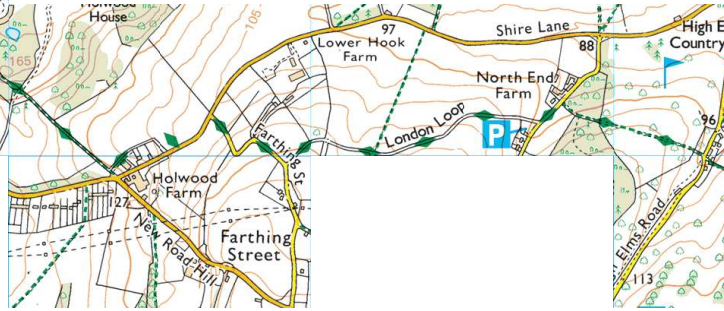 Holwood
House
105
97
Shire Lane
High E
Country
88
Lower Hook
Farm
165
North End
Farm
P
London Loop
Farthing St
96
Holwood
Farm
127
New Road Hill
Farthing
Street
Elms Road
113